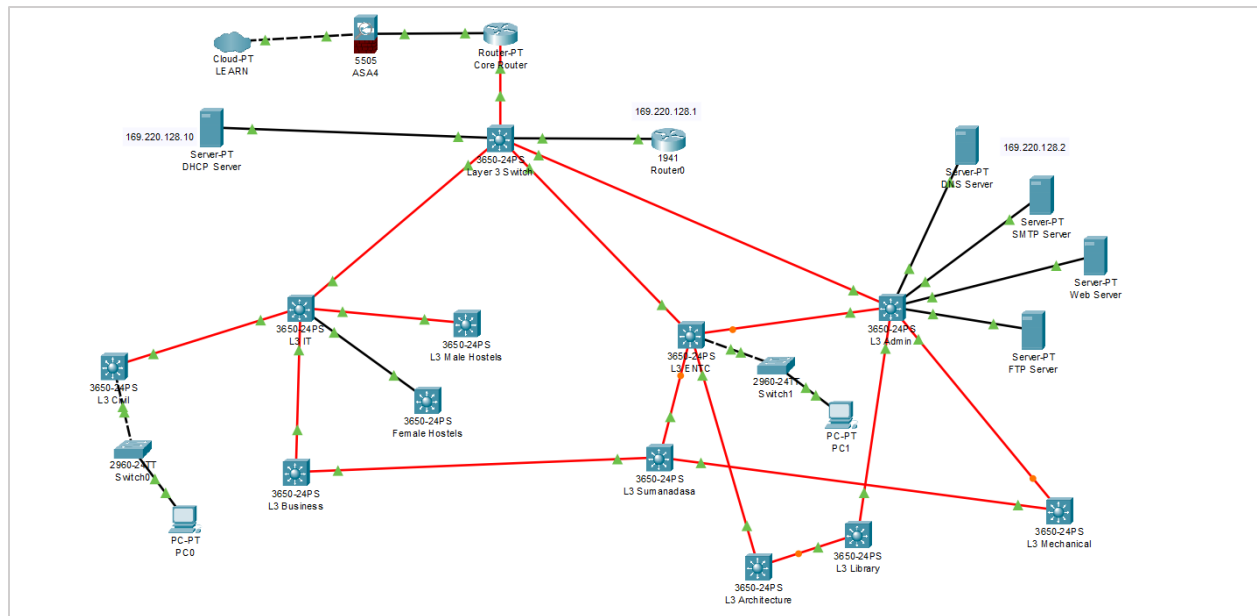 Cloud-PT
LEARN
5505
ASA4
Router-PT
Core Router
169.220.128.10
Server-PT
DHCP Server
3650-24PS
Layer 3 Switch
169.220.128.1
1941
Router0
169.220.128.2
Server-PT
DNS Server
Server-PT
SMTP Server
Server-PT
Web Server
Server-PT
FTP Server
3650-24PS
L3 IT
3650-24PS
L3 Male Hostels
3650-24PS
L3 ENTC
3650-24PS
L3 Admin
3650-24PS
L3 Civil
3650-24PS
Female Hostels
2960-24TT
Switch1
PC-PT
PC1
2960-24TT
Switch0
3650-24PS
L3 Business
3650-24PS
L3 Sumanadasa
PC-PT
PC0
3650-24PS
L3 Mechanical
3650-24PS
L3 Library
3650-24PS
L3 Architecture